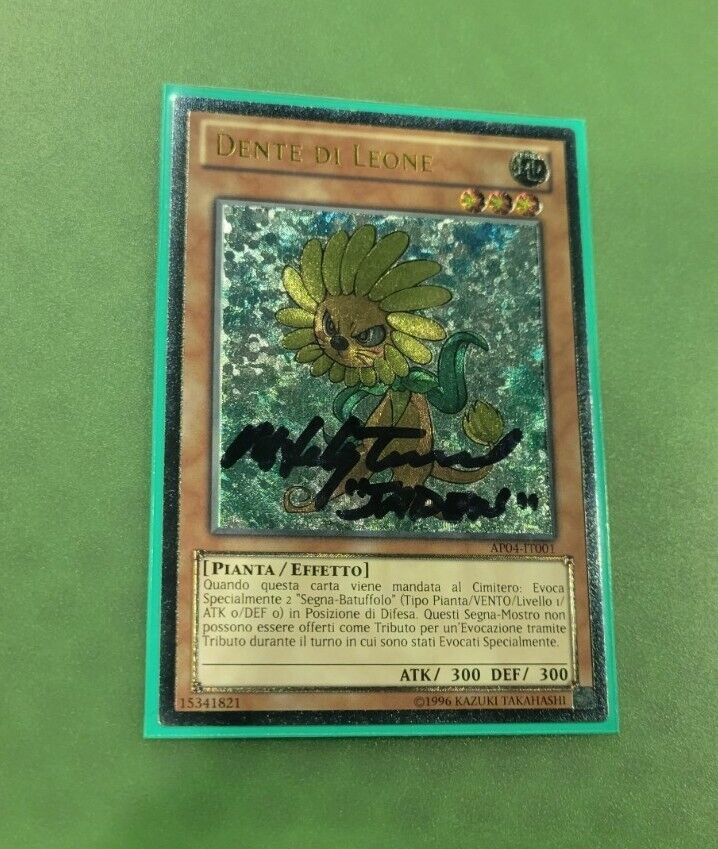 DENTE DI LEONE
地
"JADEN"
AP04-IT001
[PIANTA/EFFETTO]
Quando questa carta viene mandata al Cimitero: Evoca
Specialmente 2 "Segna-Batuffolo" (Tipo Pianta/VENTO/Livello 1/
ATK 0/DEF 0) in Posizione di Difesa. Questi Segna-Mostro non
possono essere offerti come Tributo per un'Evocazione tramite
Tributo durante il turno in cui sono stati Evocati Specialmente.
ATK/ 300 DEF/ 300
15341821
©1996 KAZUKI TAKAHASHI